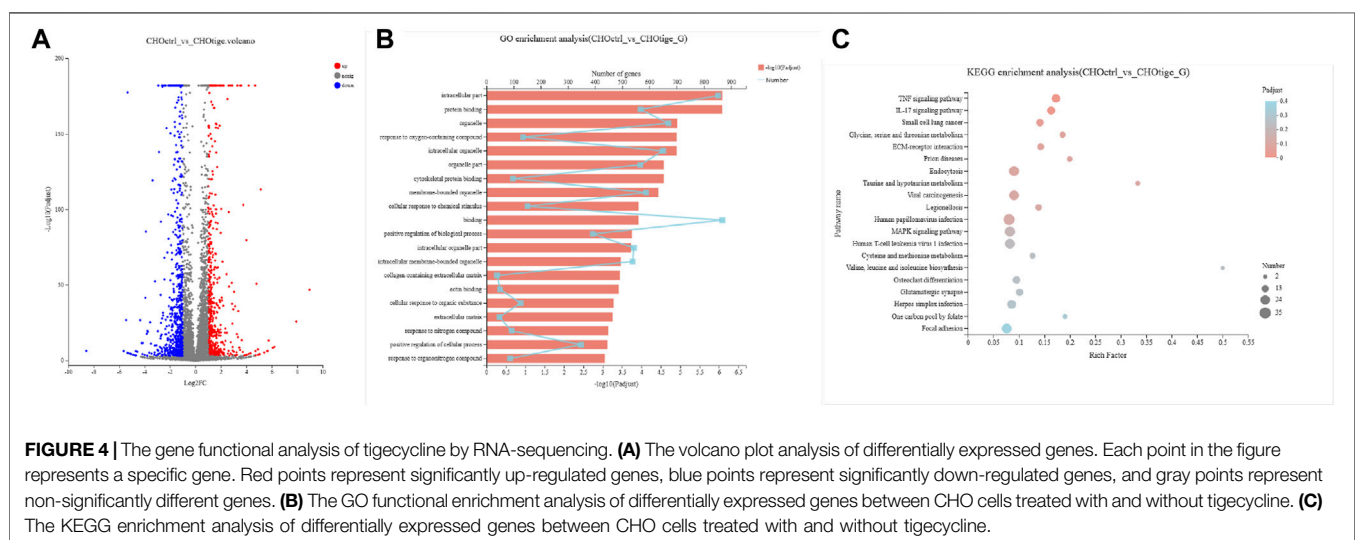 A
CHOctrl_vs_CHOtige.volcano
200
150
100
50
0
-Log10(Padjust)
-10 -8 -6 -4 -2 0 2 4 6 8 10
Log2FC
up
nosig
down
B
GO enrichment analysis(CHOctrl_vs_CHOtige_G)
Number of genes
0 100 200 300 400 500 600 700 800 900
-log10(Padjust)
Number
intracellular part
protein binding
organelle
response to oxygen-containing compound
intracellular organelle
organelle part
cytoskeletal protein binding
membrane-bounded organelle
cellular response to chemical stimulus
binding
positive regulation of biological process
intracellular organelle part
intracellular membrane-bounded organelle
collagen-containing extracellular matrix
actin binding
cellular response to organic substance
extracellular matrix
response to nitrogen compound
positive regulation of cellular process
response to organonitrogen compound
0 0.5 1 1.5 2 2.5 3 3.5 4 4.5 5 5.5 6 6.5
-log10(Padjust)
C
KEGG enrichment analysis(CHOctrl_vs_CHOtige_G)
Pathway name
TNF signaling pathway
IL-17 signaling pathway
Small cell lung cancer
Glycine, serine and threonine metabolism
ECM-receptor interaction
Prion diseases
Endocytosis
Taurine and hypotaurine metabolism
Viral carcinogenesis
Legionellosis
Human papillomavirus infection
MAPK signaling pathway
Human T-cell leukemia virus 1 infection
Cysteine and methionine metabolism
Valine, leucine and isoleucine biosynthesis
Osteoclast differentiation
Glutamatergic synapse
Herpes simplex infection
One carbon pool by folate
Focal adhesion
0 0.05 0.1 0.15 0.2 0.25 0.3 0.35 0.4 0.45 0.5 0.55
Rich Factor
Padjust
0.4
0.3
0.2
0.1
0
Number
2
13
24
35
FIGURE 4 | The gene functional analysis of tigecycline by RNA-sequencing. (A) The volcano plot analysis of differentially expressed genes. Each point in the figure
represents a specific gene. Red points represent significantly up-regulated genes, blue points represent significantly down-regulated genes, and gray points represent
non-significantly different genes. (B) The GO functional enrichment analysis of differentially expressed genes between CHO cells treated with and without tigecycline. (C)
The KEGG enrichment analysis of differentially expressed genes between CHO cells treated with and without tigecycline.